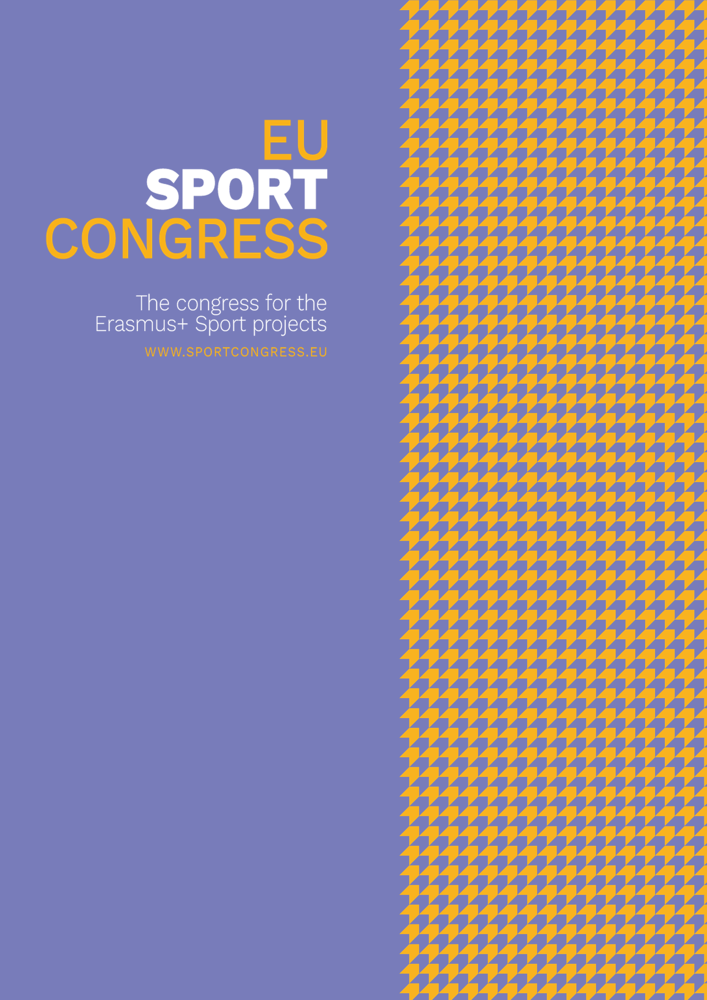 EU
SPORT
CONGRESS
The congress for the
Erasmus+ Sport projects
WWW.SPORTCONGRESS.EU